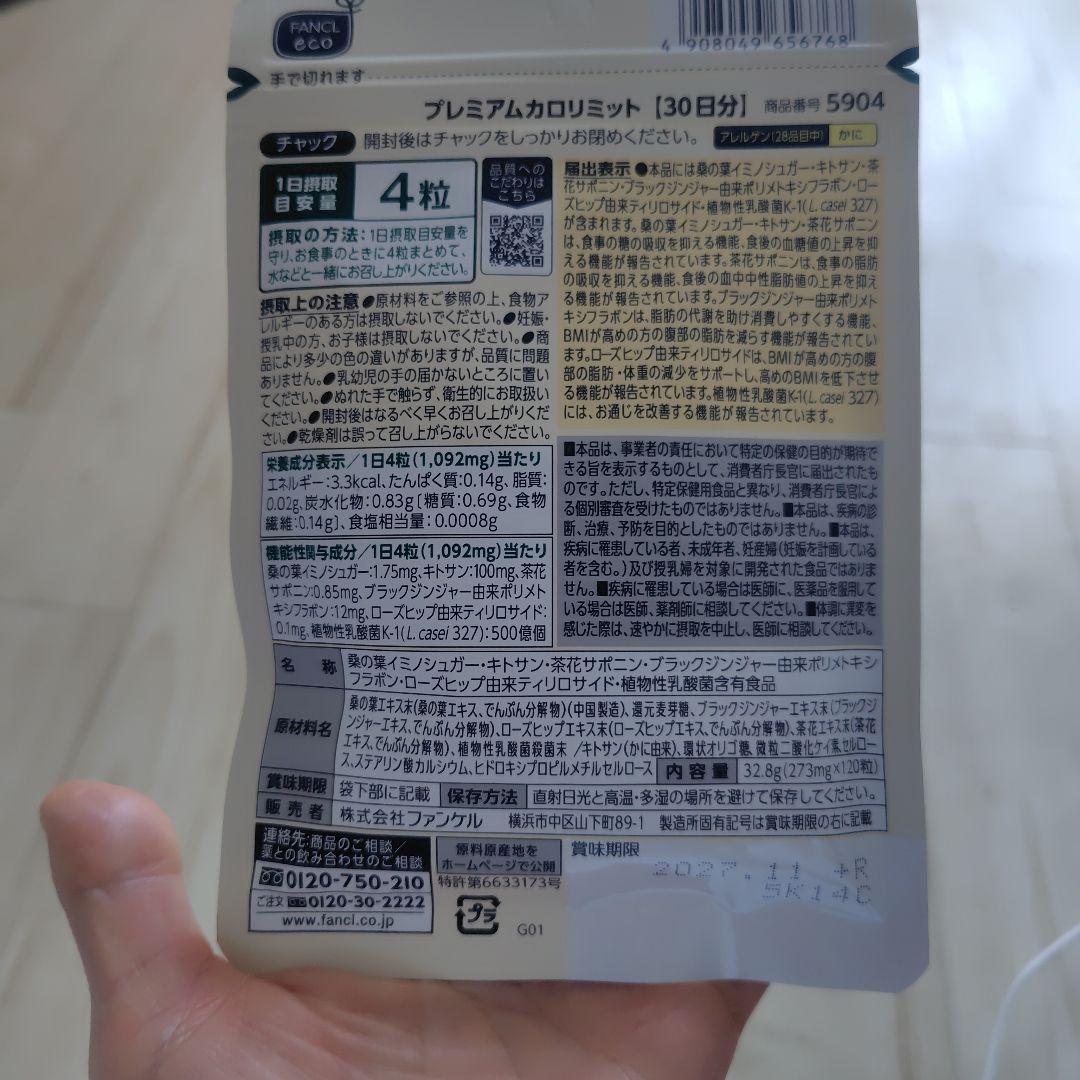 FANCL
eco
4 908049 656768
手で切れます
プレミアムカロリミット【30日分】 商品番号 5904
チャック 開封後はチャックをしっかりお閉めください。 アレルゲン(28品目中) かに
1日摂取
目安量
4粒
摂取の方法:1日摂取目安量を
守り、お食事のときに4粒まとめて、
水などと一緒にお召し上がりください。
品質への
こだわりは
こちら
摂取上の注意 ●原材料をご参照の上、食物ア
レルギーのある方は摂取しないでください。●妊娠・
授乳中の方、お子様は摂取しないでください。●商
品により多少の色の違いがありますが、品質に問題
ありません。●乳幼児の手の届かないところに置い
てください。●ぬれた手で触らず、衛生的にお取扱い
ください。●開封後はなるべく早くお召し上がりくだ
さい。●乾燥剤は誤って召し上がらないでください。
栄養成分表示/1日4粒(1,092mg)当たり
エネルギー:3.3kcal、たんぱく質:0.14g、脂質:
0.02g、炭水化物:0.83g[糖質:0.69g、食物
繊維:0.14g]、食塩相当量:0.0008g
機能性関与成分/1日4粒(1,092mg)当たり
桑の葉イミノシュガー:1.75mg、キトサン:100mg、茶花
サポニン:0.85mg、ブラックジンジャー由来ポリメト
キシフラボン:12mg、ローズヒップ由来ティリロサイド:
0.1mg、植物性乳酸菌K-1(L. casei 327):500億個
届出表示 ●本品には桑の葉イミノシュガー・キトサン・茶
花サポニン・ブラックジンジャー由来ポリメトキシフラボン・ロー
ズヒップ由来ティリロサイド・植物性乳酸菌K-1(L. casei 327)
が含まれます。桑の葉イミノシュガー・キトサン・茶花サポニン
は、食事の糖の吸収を抑える機能、食後の血糖値の上昇を抑
える機能が報告されています。茶花サポニンは、食事の脂肪
の吸収を抑える機能、食後の血中中性脂肪値の上昇を抑え
る機能が報告されています。ブラックジンジャー由来ポリメト
キシフラボンは、脂肪の代謝を助け消費しやすくする機能、
BMIが高めの方の腹部の脂肪を減らす機能が報告されてい
ます。ローズヒップ由来ティリロサイドは、BMIが高めの方の腹
部の脂肪・体重の減少をサポートし、高めのBMIを低下させ
る機能が報告されています。植物性乳酸菌K-1(L. casei 327)
には、お通じを改善する機能が報告されています。
■本品は、事業者の責任において特定の保健の目的が期待で
きる旨を表示するものとして、消費者庁長官に届出されたも
のです。ただし、特定保健用食品と異なり、消費者庁長官によ
る個別審査を受けたものではありません。■本品は、疾病の診
断、治療、予防を目的としたものではありません。■本品は、
疾病に罹患している者、未成年者、妊産婦(妊娠を計画している
者を含む。)及び授乳婦を対象に開発された食品ではありま
せん。■疾病に罹患している場合は医師に、医薬品を服用して
いる場合は医師、薬剤師に相談してください。■体調に異変を
感じた際は、速やかに摂取を中止し、医師に相談してください。
名 称 桑の葉イミノシュガー・キトサン・茶花サポニン・ブラックジンジャー由来ポリメトキシ
フラボン・ローズヒップ由来ティリロサイド・植物性乳酸菌含有食品
原材料名 桑の葉エキス末(桑の葉エキス、でんぷん分解物)(中国製造)、還元麦芽糖、ブラックジンジャーエキス末(ブラックジ
ンジャーエキス、でんぷん分解物)、ローズヒップエキス末(ローズヒップエキス、でんぷん分解物)、茶花エキス末(茶花
エキス、でんぷん分解物)、植物性乳酸菌殺菌末/キトサン(かに由来)、環状オリゴ糖、微粒二酸化ケイ素、セルロー
ス、ステアリン酸カルシウム、ヒドロキシプロピルメチルセルロース 内容量 32.8g(273mg×120粒)
賞味期限 袋下部に記載 保存方法 直射日光と高温・多湿の場所を避けて保存してください。
販売者 株式会社ファンケル 横浜市中区山下町89-1 製造所固有記号は賞味期限の右に記載
連絡先:商品のご相談/
薬との飲み合わせのご相談
0120-750-210
ご注文 0120-30-2222
www.fancl.co.jp
原料原産地を
ホームページで公開
特許第6633173号
プラ
G01
賞味期限
2027.11 +R
5K14C